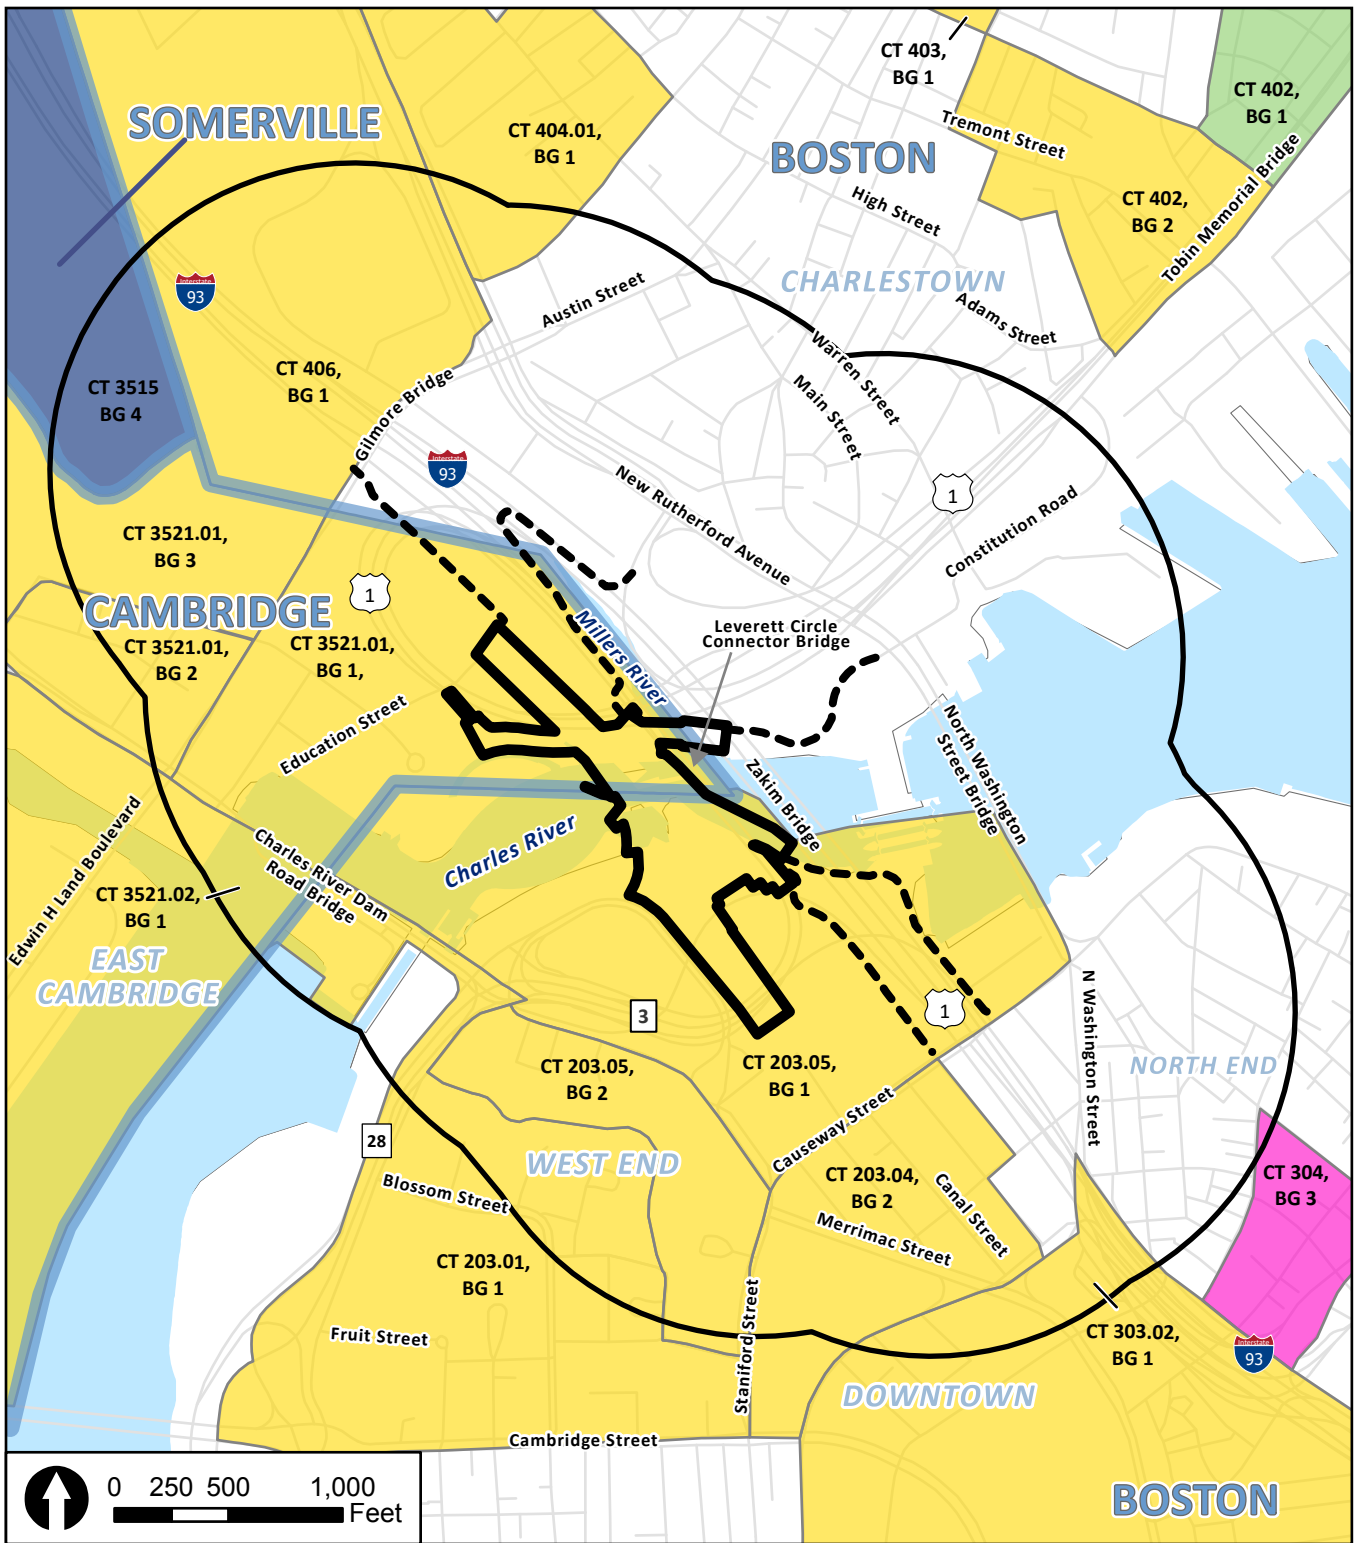 CT 403,
BG 1
CT 402,
BG 1
SOMERVILLE
CT 404.01,
BG 1
Tremont Street
BOSTON
High Street
CT 402,
BG 2
Tobin Memorial Bridge
CHARLESTOWN
Interstate
93
Austin Street
Adams Street
Warren Street
CT 406,
BG 1
CT 3515
BG 4
Main Street
Gilmore Bridge
Interstate
93
1
New Rutherford Avenue
Constitution Road
CT 3521.01,
BG 3
1
CAMBRIDGE
CT 3521.01,
BG 2
CT 3521.01,
BG 1,
Millers River
Leverett Circle
Connector Bridge
Education Street
North Washington
Street Bridge
Zakim Bridge
Edwin H Land Boulevard
Charles River
Charles River Dam
Road Bridge
CT 3521.02,
BG 1
EAST
CAMBRIDGE
3
1
N Washington Street
CT 203.05,
BG 2
CT 203.05,
BG 1
NORTH END
Causeway Street
28
WEST END
Blossom Street
CT 203.04,
BG 2
Canal Street
CT 304,
BG 3
Merrimac Street
CT 203.01,
BG 1
Fruit Street
Staniford Street
CT 303.02,
BG 1
Interstate
93
DOWNTOWN
Cambridge Street
0 250 500 1,000
Feet
BOSTON